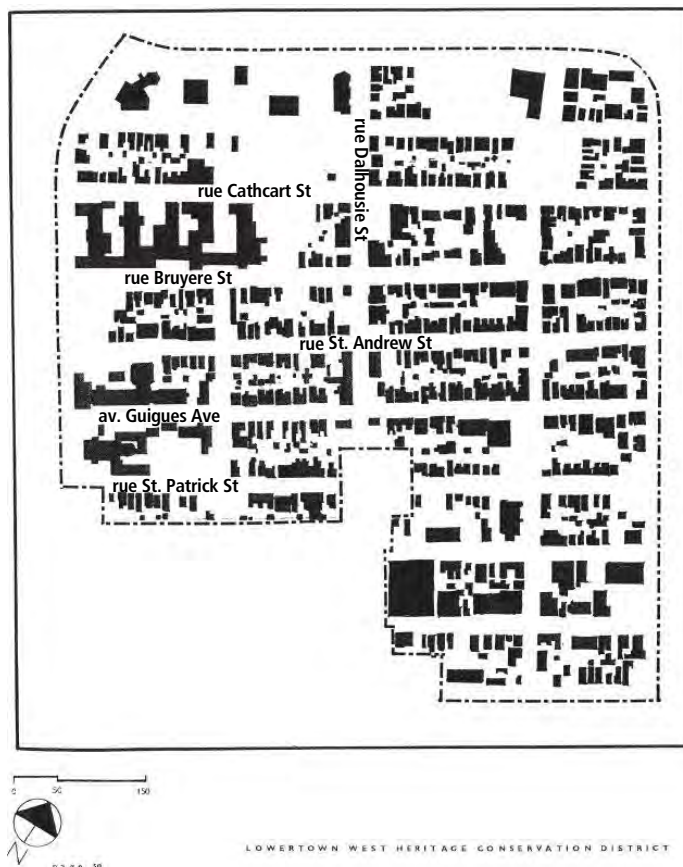 rue Dalhousie St
rue Cathcart St
rue Bruyere St
rue St. Andrew St
av. Guigues Ave
rue St. Patrick St
0 50 150
N
LOWERTOWN WEST HERITAGE CONSERVATION DISTRICT